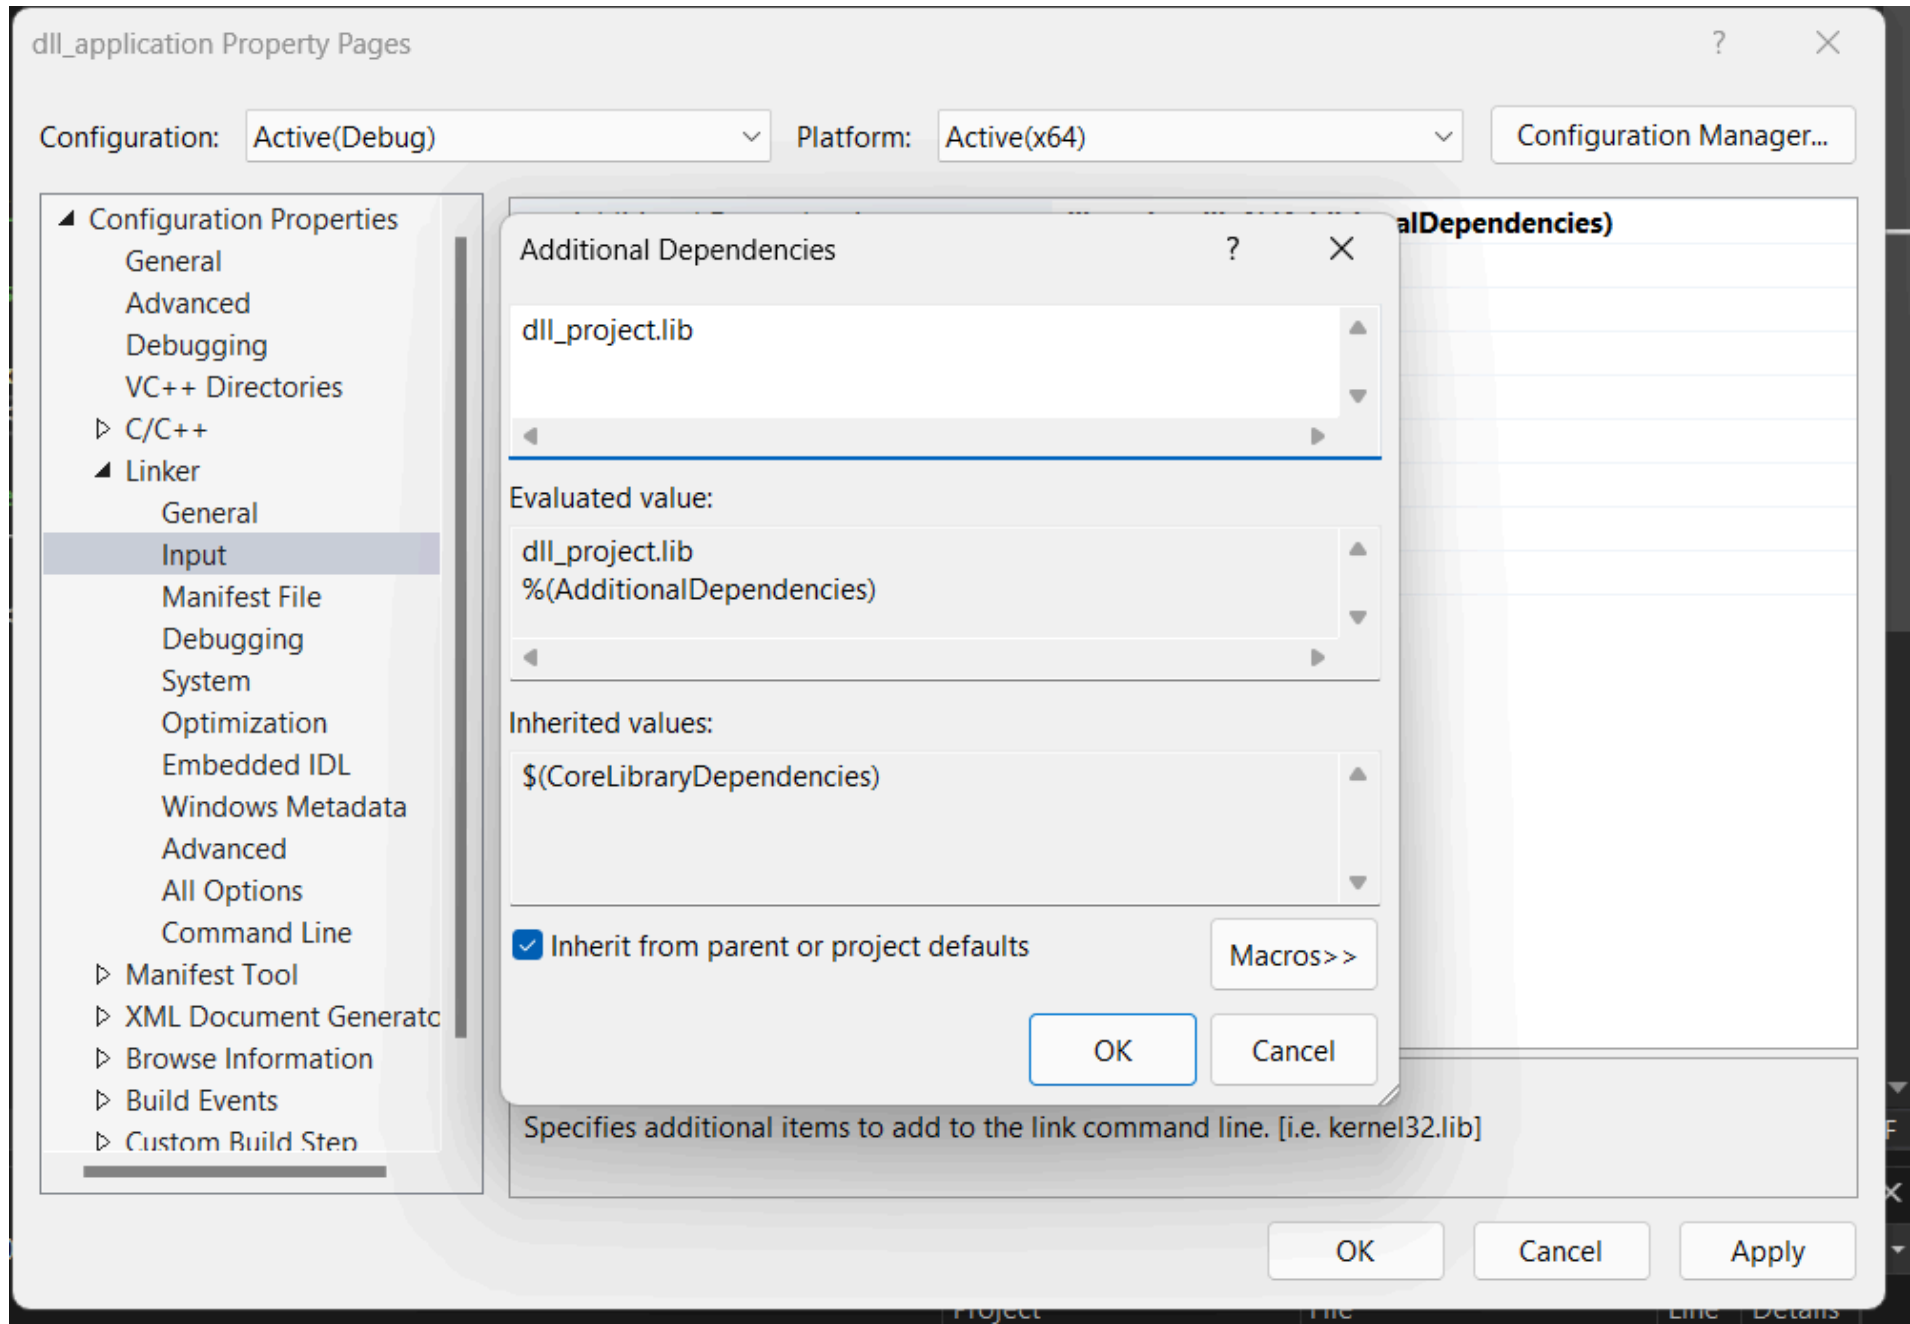 dll_application Property Pages
?
Configuration: Active(Debug) Platform: Active(x64) Configuration Manager...
Configuration Properties
General
Advanced
Debugging
VC++ Directories
C/C++
Linker
General
Input
Manifest File
Debugging
System
Optimization
Embedded IDL
Windows Metadata
Advanced
All Options
Command Line
Manifest Tool
XML Document Generato
Browse Information
Build Events
Custom Build Step
alDependencies)
Additional Dependencies
?
dll_project.lib
Evaluated value:
dll_project.lib
%(AdditionalDependencies)
Inherited values:
$(CoreLibraryDependencies)
Inherit from parent or project defaults
Macros>>
OK Cancel
Specifies additional items to add to the link command line. [i.e. kernel32.lib]
OK Cancel Apply
Project Line Details